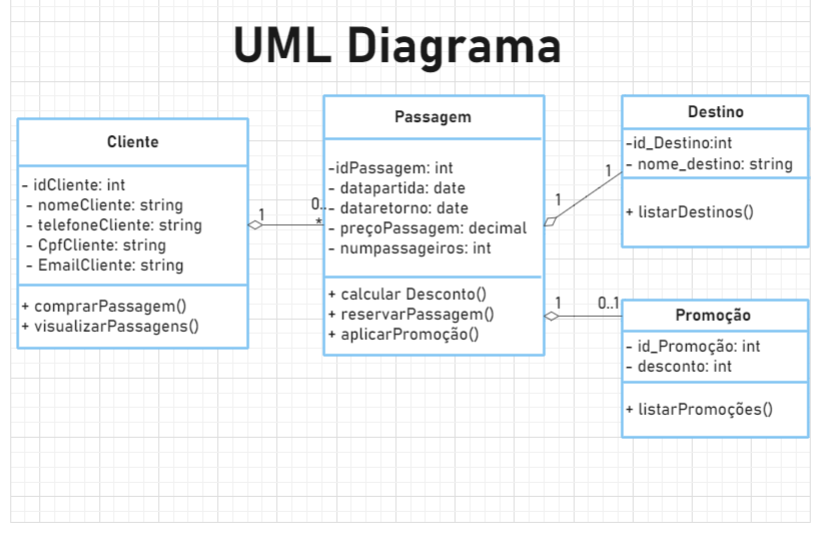 UML Diagrama
Cliente
- idCliente: int
- nomeCliente: string
- telefoneCliente: string
- CpfCliente: string
- EmailCliente: string
+ comprarPassagem()
+ visualizarPassagens()
1
0..
*
Passagem
-idPassagem: int
- datapartida: date
- dataretorno: date
- preçoPassagem: decimal
- numpassageiros: int
+ calcular Desconto()
+ reservarPassagem()
+ aplicarPromoção()
1
1
Destino
-id_Destino:int
- nome_destino: string
+ listarDestinos()
1
0..1
Promoção
- id_Promoção: int
- desconto: int
+ listarPromoções()